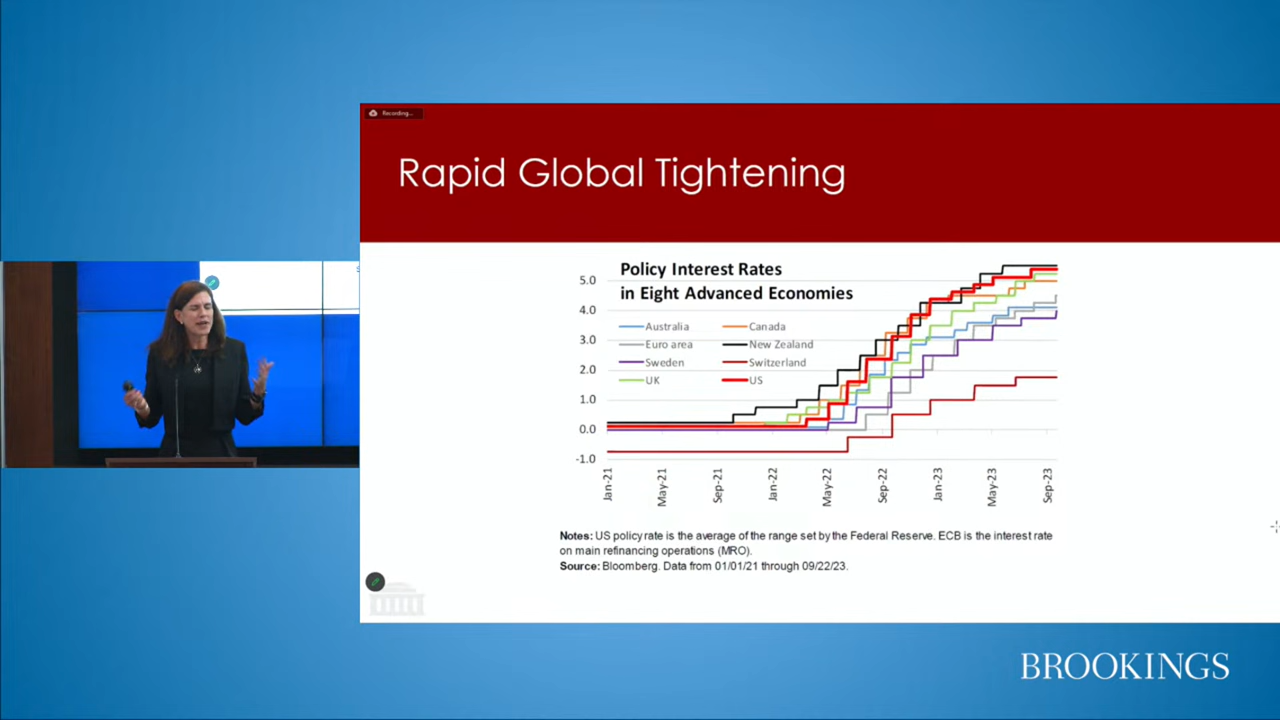 Recording...
Rapid Global Tightening
Policy Interest Rates
in Eight Advanced Economies
5.0
4.0
3.0
2.0
1.0
0.0
-1.0
Australia
Canada
Euro area
New Zealand
Sweden
Switzerland
UK
US
Jan-21
May-21
Sep-21
Jan-22
May-22
Sep-22
Jan-23
May-23
Sep-23
Notes: US policy rate is the average of the range set by the Federal Reserve. ECB is the interest rate
on main refinancing operations (MRO).
Source: Bloomberg. Data from 01/01/21 through 09/22/23.
BROOKINGS